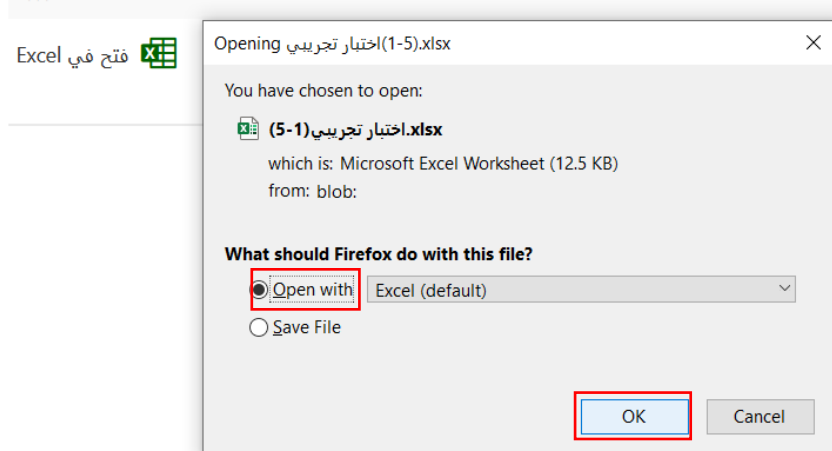 فتح في Excel
Opening اختبار تجريبي(1-5).xlsx
You have chosen to open:
اختبار تجريبي(1-5).xlsx
which is: Microsoft Excel Worksheet (12.5 KB)
from: blob:
What should Firefox do with this file?
Open with
Excel (default)
Save File
OK
Cancel